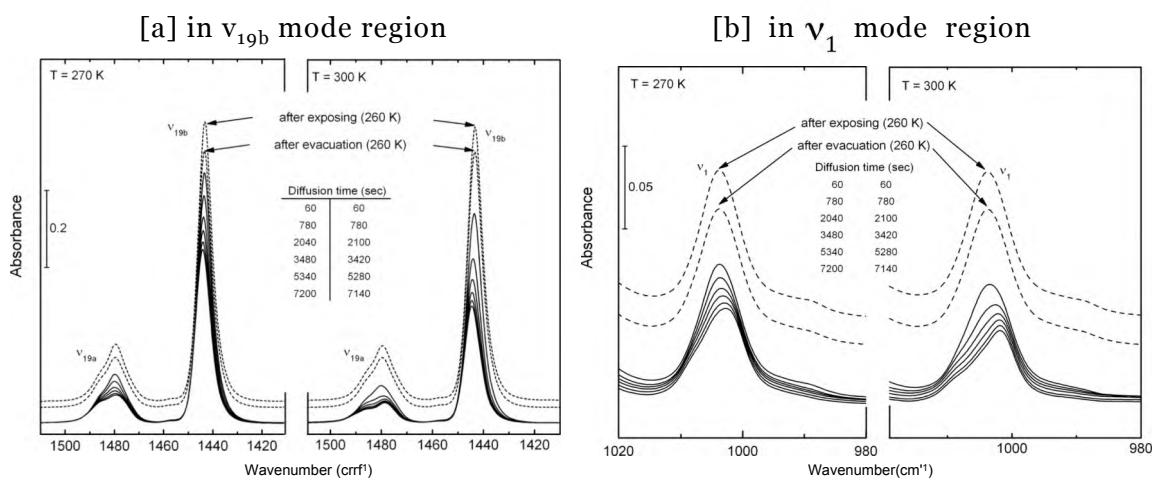 [a] in ν₁₉b mode region
T = 270 K
T = 300 K
ν₁₉b
after exposing (260 K)
ν₁₉b
after evacuation (260 K)
Diffusion time (sec)
60 60
780 780
2040 2100
3480 3420
5340 5280
7200 7140
0.2
Absorbance
ν₁₉a
ν₁₉a
1500 1480 1460 1440 1420
1500 1480 1460 1440 1420
Wavenumber (crrf¹)
[b] in ν₁ mode region
T = 270 K
T = 300 K
after exposing (260 K)
after evacuation (260 K)
ν₁
ν₁
Diffusion time (sec)
60 60
780 780
2040 2100
3480 3420
5340 5280
7200 7140
0.05
Absorbance
1020 1000 980
1000 980
Wavenumber(cm'¹)